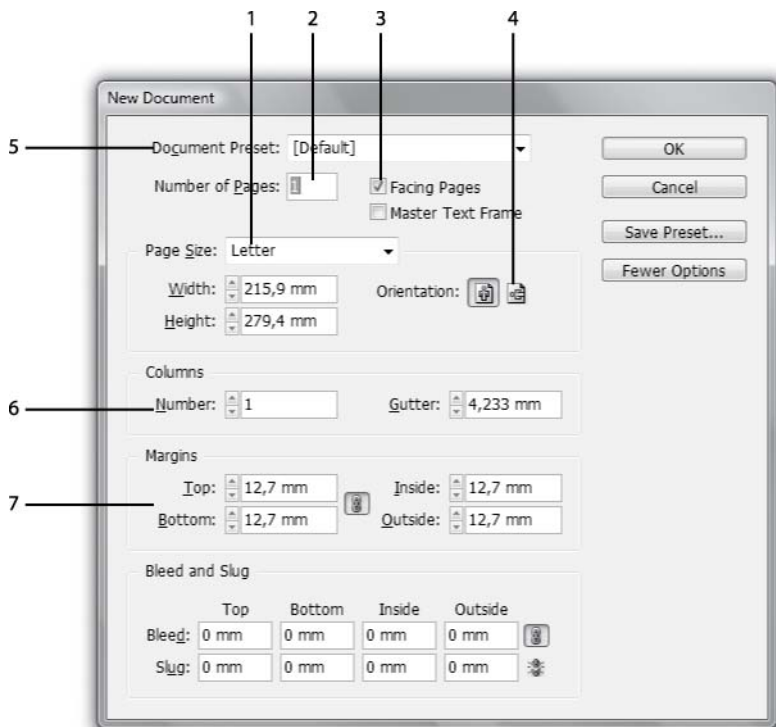 1 2 3 4
New Document
5
Document Preset: [Default] OK
Number of Pages: 1 Facing Pages Cancel
Master Text Frame
Save Preset...
Page Size: Letter
Fewer Options
Width: 215,9 mm Orientation:
Height: 279,4 mm
Columns
6
Number: 1 Gutter: 4,233 mm
Margins
Top: 12,7 mm Inside: 12,7 mm
7
Bottom: 12,7 mm Outside: 12,7 mm
Bleed and Slug
Top Bottom Inside Outside
Bleed: 0 mm 0 mm 0 mm 0 mm
Slug: 0 mm 0 mm 0 mm 0 mm